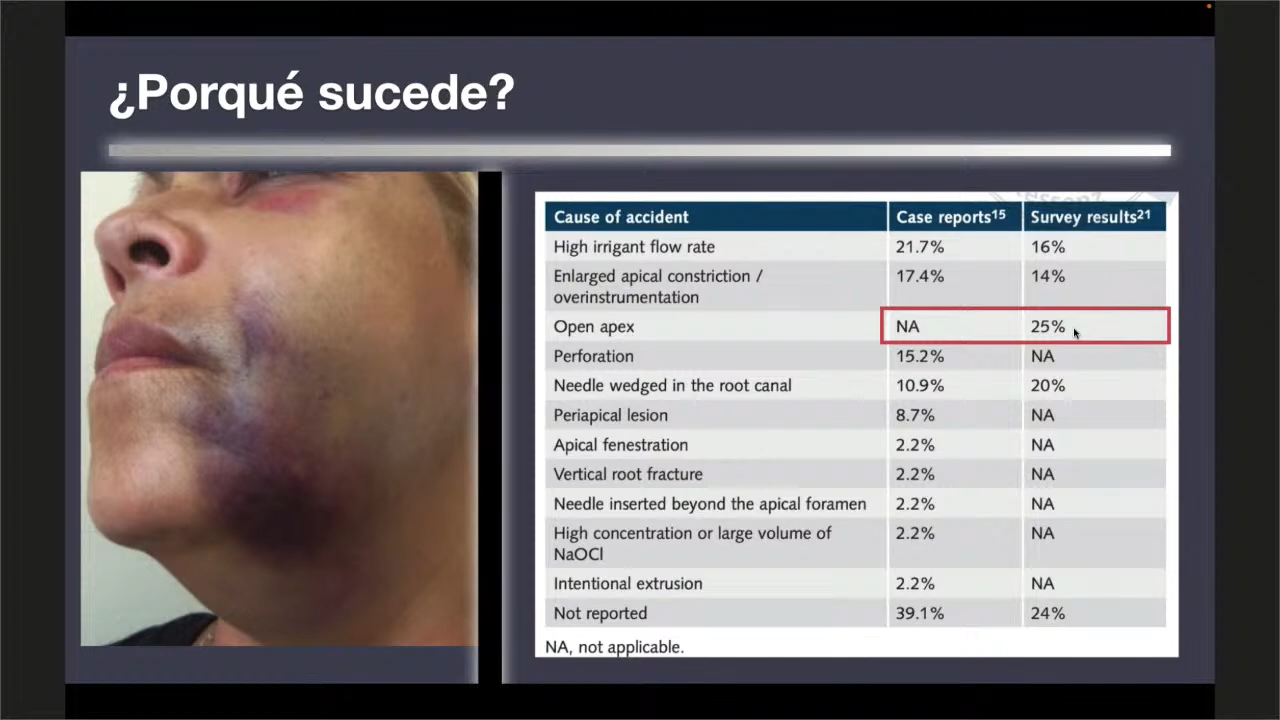 ¿Porqué sucede?
Cause of accident Case reports15 Survey results21
High irrigant flow rate 21.7% 16%
Enlarged apical constriction / 17.4% 14%
overinstrumentation
Open apex NA 25%
Perforation 15.2% NA
Needle wedged in the root canal 10.9% 20%
Periapical lesion 8.7% NA
Apical fenestration 2.2% NA
Vertical root fracture 2.2% NA
Needle inserted beyond the apical foramen 2.2% NA
High concentration or large volume of 2.2% NA
NaOCl
Intentional extrusion 2.2% NA
Not reported 39.1% 24%
NA, not applicable.